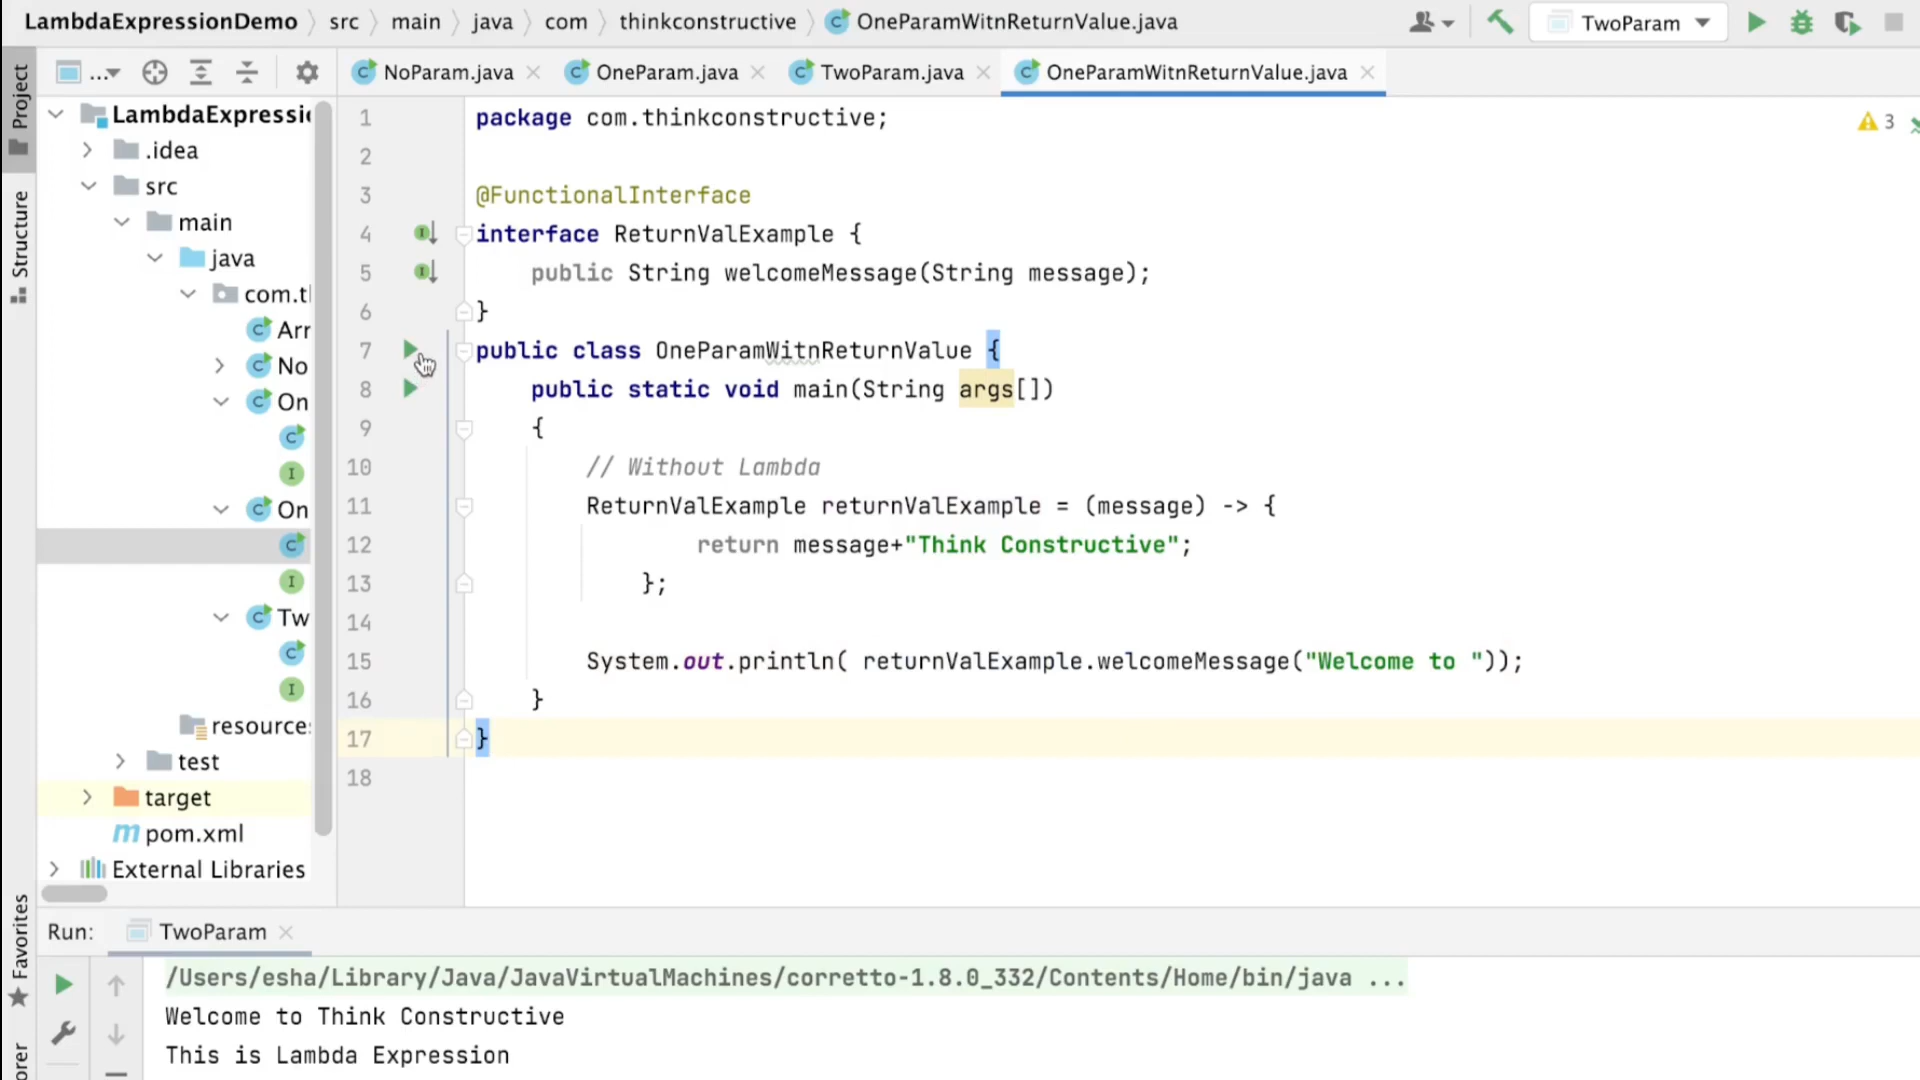 LambdaExpressionDemo src main java com thinkconstructive OneParamWitnReturnValue.java TwoParam
Project
Structure
Favorites
... NoParam.java OneParam.java TwoParam.java OneParamWitnReturnValue.java
LambdaExpressi
.idea
src
main
java
com.t
Arr
No
On
On
Tw
resource
test
target
pom.xml
External Libraries
1 package com.thinkconstructive;
2
3 @FunctionalInterface
4 interface ReturnValExample {
5 public String welcomeMessage(String message);
6 }
7 public class OneParamWitnReturnValue {
8 public static void main(String args[])
9 {
10 // Without Lambda
11 ReturnValExample returnValExample = (message) -> {
12 return message+"Think Constructive";
13 };
14
15 System.out.println( returnValExample.welcomeMessage("Welcome to "));
16 }
17 }
18
3
Run: TwoParam
/Users/esha/Library/Java/JavaVirtualMachines/corretto-1.8.0_332/Contents/Home/bin/java ...
Welcome to Think Constructive
This is Lambda Expression